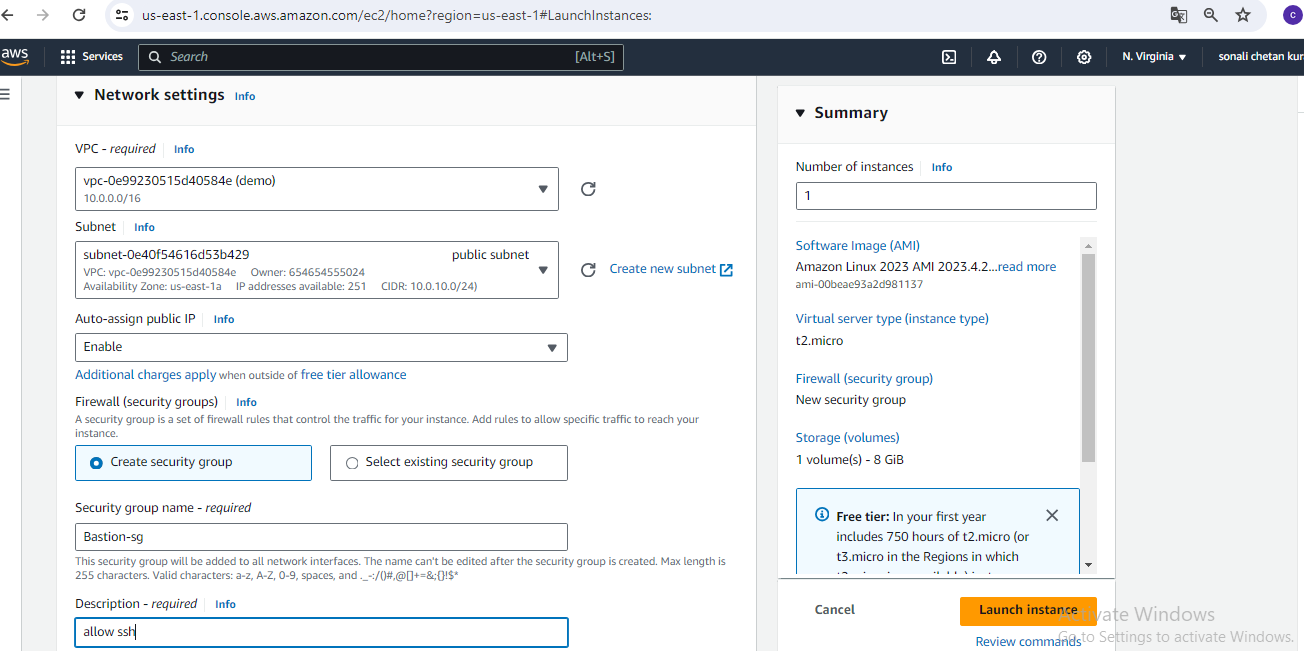 us-east-1.console.aws.amazon.com/ec2/home?region=us-east-1#LaunchInstances:
C
aws
Services
Search
[Alt+S]
N. Virginia
sonali chetan
Network settings Info
VPC - required Info
vpc-0e99230515d40584e (demo)
10.0.0.0/16
Subnet Info
subnet-0e40f54616d53b429 public subnet
VPC: vpc-0e99230515d40584e Owner: 654654555024
Availability Zone: us-east-1a IP addresses available: 251 CIDR: 10.0.10.0/24)
Create new subnet
Auto-assign public IP Info
Enable
Additional charges apply when outside of free tier allowance
Firewall (security groups) Info
A security group is a set of firewall rules that control the traffic for your instance. Add rules to allow specific traffic to reach your
instance.
Create security group
Select existing security group
Security group name - required
Bastion-sg
This security group will be added to all network interfaces. The name can't be edited after the security group is created. Max length is
255 characters. Valid characters: a-z, A-Z, 0-9, spaces, and ._-:/()#,@[]+=&;{}!$*
Description - required Info
allow ssh
Summary
Number of instances Info
1
Software Image (AMI)
Amazon Linux 2023 AMI 2023.4.2...read more
ami-00beae93a2d981137
Virtual server type (instance type)
t2.micro
Firewall (security group)
New security group
Storage (volumes)
1 volume(s) - 8 GiB
Free tier: In your first year
includes 750 hours of t2.micro (or
t3.micro in the Regions in which
Cancel
Launch instance
Review commands
Activate Windows
Go to Settings to activate Windows.